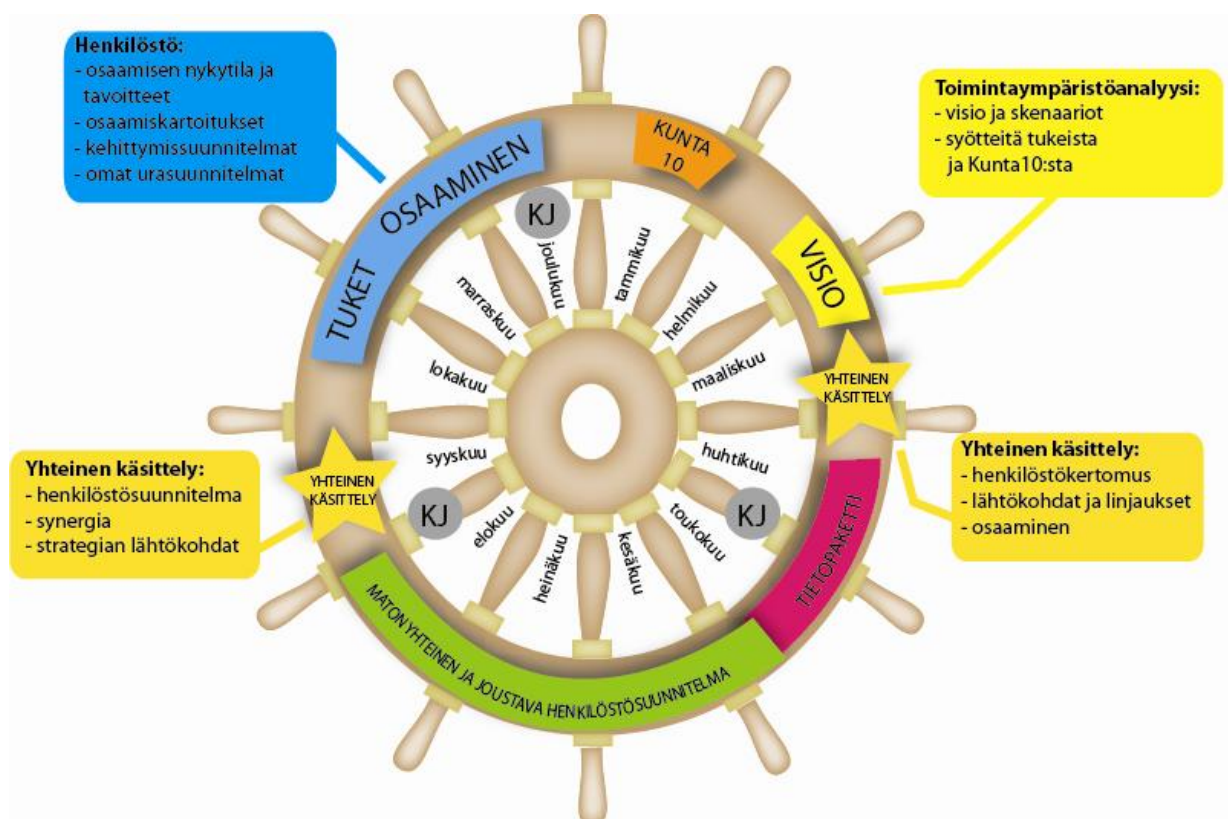 Henkilöstö:
- osaamisen nykytila ja
tavoitteet
- osaamiskartoitukset
- kehittymissuunnitelmat
- omat urasuunnitelmat
Toimintaympäristöanalyysi:
- visio ja skenaariot
- syötteitä tukeista
ja Kunta10:sta
TUKET OSAAMINEN
KUNTA
10
VISIO
YHTEINEN
KÄSITTELY
TIETOPAKETTI
MATON YHTEINEN JA JOUSTAVA HENKILÖSTÖSUUNNITELMA
YHTEINEN
KÄSITTELY
KJ
KJ
KJ
tammikuu
helmikuu
maaliskuu
huhtikuu
toukokuu
kesäkuu
heinäkuu
elokuu
syyskuu
lokakuu
marraskuu
joulukuu
Yhteinen käsittely:
- henkilöstösuunnitelma
- synergia
- strategian lähtökohdat
Yhteinen käsittely:
- henkilöstökertomus
- lähtökohdat ja linjaukset
- osaaminen